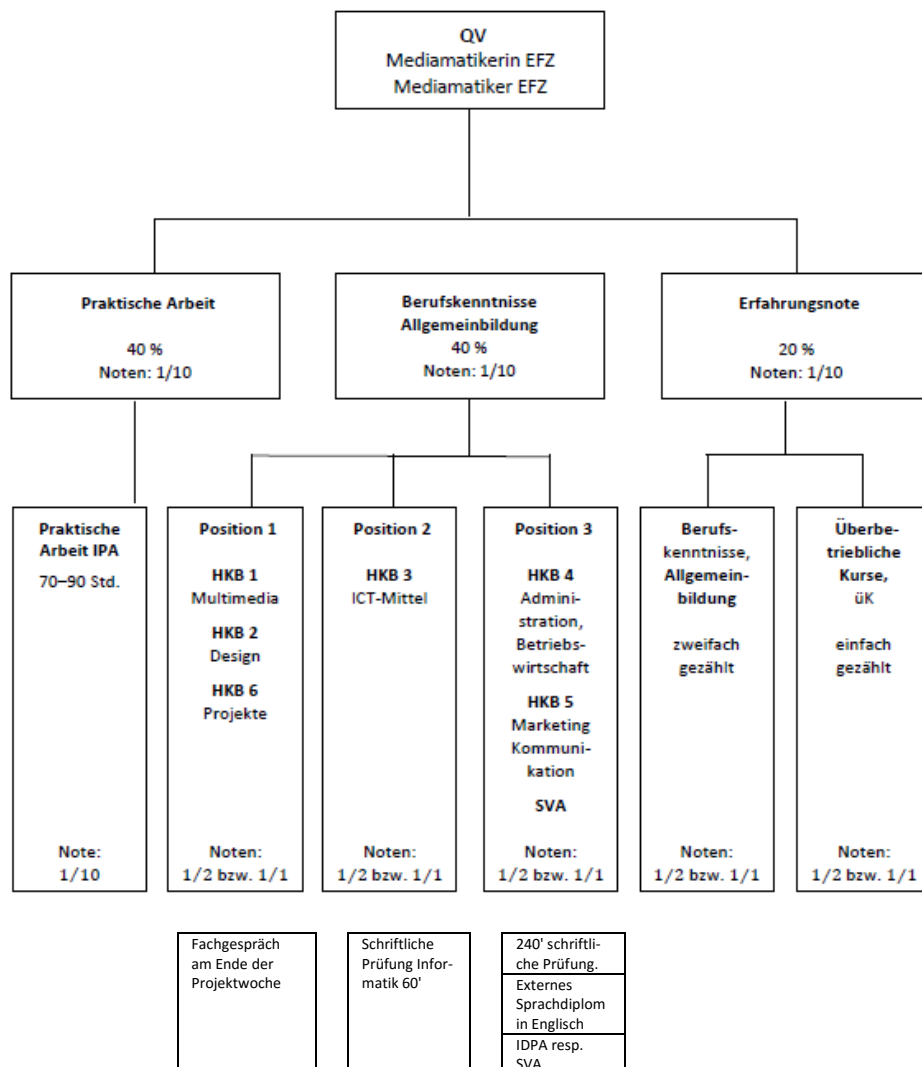 QV
Mediamatikerin EFZ
Mediamatiker EFZ
Praktische Arbeit
40 %
Noten: 1/10
Berufskenntnisse
Allgemeinbildung
40 %
Noten: 1/10
Erfahrungsnote
20 %
Noten: 1/10
Praktische
Arbeit IPA
70–90 Std.
Note:
1/10
Position 1
HKB 1
Multimedia
HKB 2
Design
HKB 6
Projekte
Noten:
1/2 bzw. 1/1
Position 2
HKB 3
ICT-Mittel
Noten:
1/2 bzw. 1/1
Position 3
HKB 4
Admini-
stration,
Betriebs-
wirtschaft
HKB 5
Marketing
Kommuni-
kation
SVA
Noten:
1/2 bzw. 1/1
Berufs-
kenntnisse,
Allgemein-
bildung
zweifach
gezählt
Noten:
1/2 bzw. 1/1
Überbe-
triebliche
Kurse,
üK
einfach
gezählt
Noten:
1/2 bzw. 1/1
Fachgespräch
am Ende der
Projektwoche
Schriftliche
Prüfung Infor-
matik 60'
240' schriftli-
che Prüfung.
Externes
Sprachdiplom
in Englisch
IDPA resp.
SVA